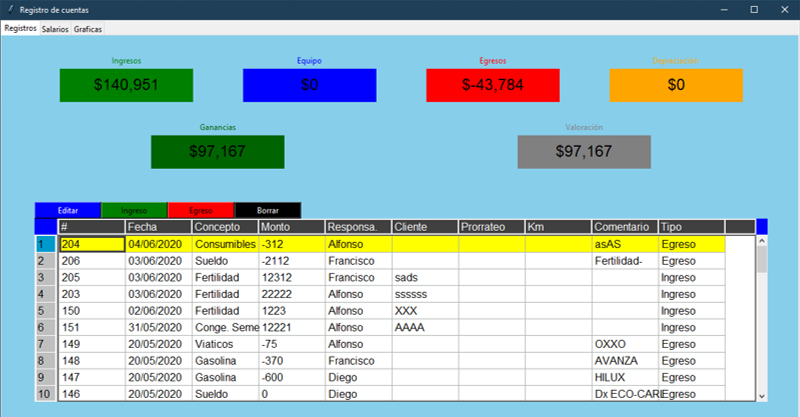 Registro de cuentas
Registros Salarios Graficas
Ingresos Equipo Egresos Depreciación
$140,951 $0 $-43,784 $0
Ganancias Valoración
$97,167 $97,167
Editar Ingreso Egreso Borrar
# Fecha Concepto Monto Responsa. Cliente Prorrateo Km Comentario Tipo
1 204 04/06/2020 Consumibles -312 Alfonso asAS Egreso
2 206 03/06/2020 Sueldo -2112 Francisco Fertilidad- Egreso
3 205 03/06/2020 Fertilidad 12312 Francisco sads Ingreso
4 203 03/06/2020 Fertilidad 22222 Alfonso ssssss Ingreso
5 150 02/06/2020 Fertilidad 1223 Alfonso XXX Ingreso
6 151 31/05/2020 Conge. Seme 12221 Alfonso AAAA Ingreso
7 149 20/05/2020 Viaticos -75 Alfonso OXXO Egreso
8 148 20/05/2020 Gasolina -370 Francisco AVANZA Egreso
9 147 20/05/2020 Gasolina -600 Diego HILUX Egreso
10 146 20/05/2020 Sueldo 0 Diego Dx ECO-CARI Egreso